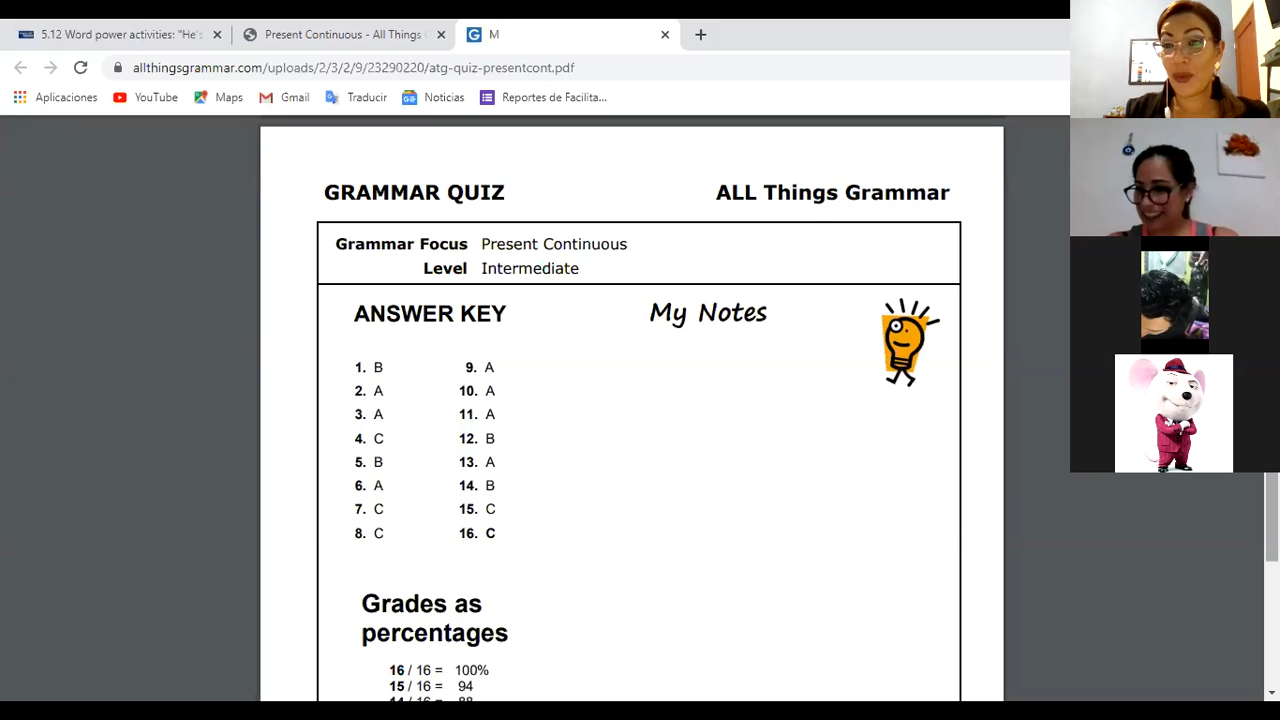 5.12 Word power activities: "He's
Present Continuous - All Things
M
allthingsgrammar.com/uploads/2/3/2/9/23290220/atg-quiz-presentcont.pdf
Aplicaciones YouTube Maps Gmail Traducir Noticias Reportes de Facilita...
GRAMMAR QUIZ ALL Things Grammar
Grammar Focus Present Continuous
Level Intermediate
ANSWER KEY My Notes
1. B 9. A
2. A 10. A
3. A 11. A
4. C 12. B
5. B 13. A
6. A 14. B
7. C 15. C
8. C 16. C
Grades as
percentages
16 / 16 = 100%
15 / 16 = 94
14 / 16 = 88